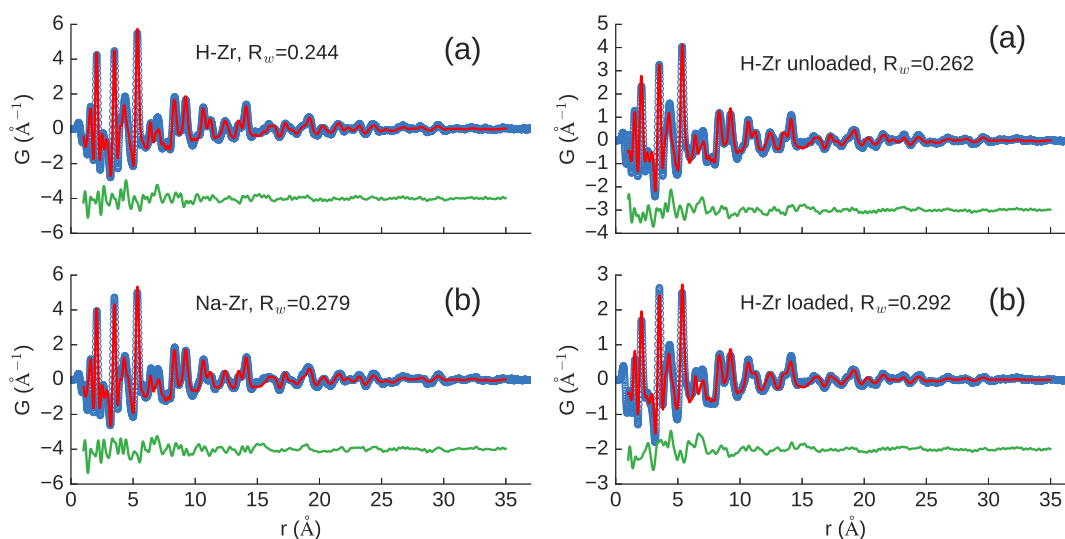 6
4
2
0
−2
−4
−6
G (Å⁻¹)
H-Zr, R_w=0.244
(a)
5
4
3
2
1
0
−1
−2
−3
−4
G (Å⁻¹)
H-Zr unloaded, R_w=0.262
(a)
6
4
2
0
−2
−4
−6
G (Å⁻¹)
Na-Zr, R_w=0.279
(b)
0 5 10 15 20 25 30 35
r (Å)
3
2
1
0
−1
−2
−3
G (Å⁻¹)
H-Zr loaded, R_w=0.292
(b)
0 5 10 15 20 25 30 35
r (Å)